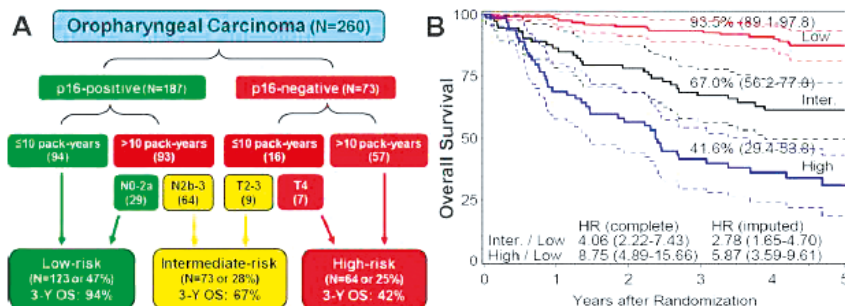 A
Oropharyngeal Carcinoma (N=260)
p16-positive (N=187)
p16-negative (N=73)
≤10 pack-years
(94)
>10 pack-years
(93)
≤10 pack-years
(16)
>10 pack-years
(57)
N0-2a
(29)
N2b-3
(64)
T2-3
(9)
T4
(7)
Low-risk
(N=123 or 47%)
3-Y OS: 94%
Intermediate-risk
(N=73 or 28%)
3-Y OS: 67%
High-risk
(N=64 or 25%)
3-Y OS: 42%
B
Overall Survival
100
75
50
25
0
93.5% (89.1-97.8)
Low
67.0% (56.2-77.8)
Inter.
41.6% (29.4-53.8)
High
HR (complete) HR (imputed)
Inter. / Low 4.06 (2.22-7.43) 2.78 (1.65-4.70)
High / Low 8.75 (4.89-15.66) 5.87 (3.59-9.61)
0 1 2 3 4 5
Years after Randomization